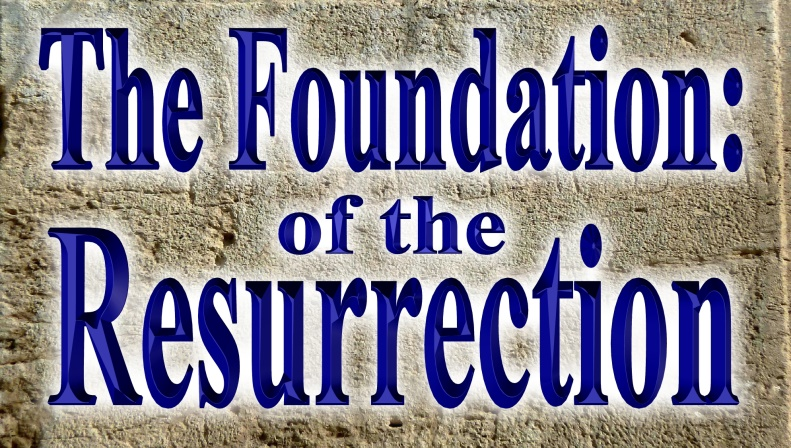 The Foundation:
of the
Resurrection